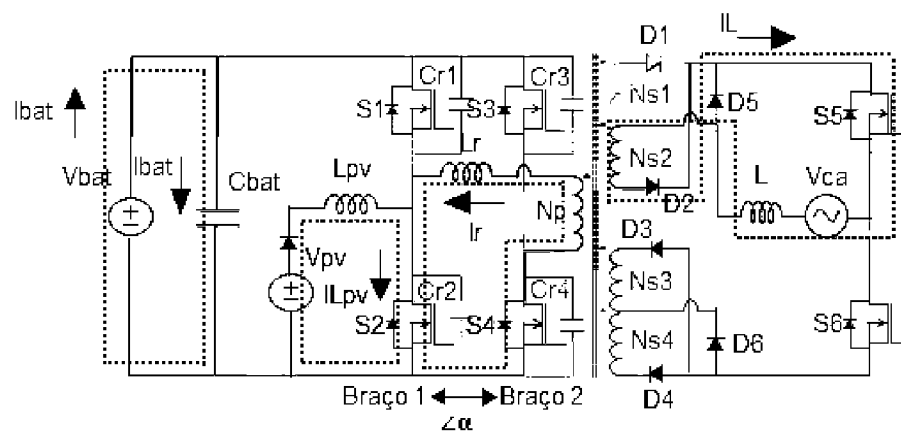 IL
D1
Cr1
Cr3
Ns1
D5
S1
S3
S5
Ibat
Lr
Ns2
L
Vca
Lpv
Ibat
Vbat
Cbat
D2
Np
Ir
D3
Vpv
Ns3
ILpv
Cr2
Cr4
S2
S4
S6
Ns4
D6
Braço 1
Braço 2
D4
∠α